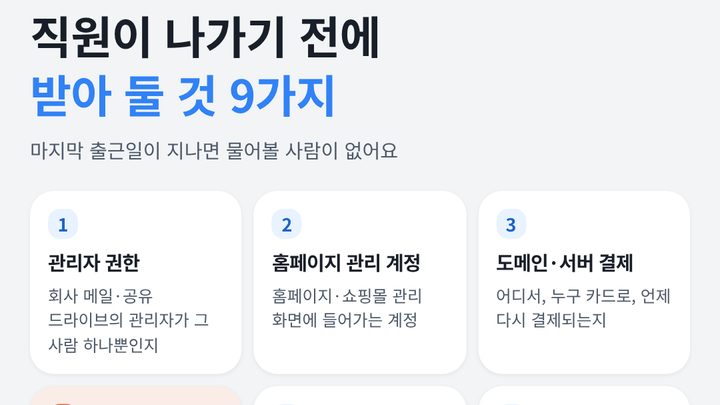 직원이 나가기 전에
받아 둘 것 9가지
마지막 출근일이 지나면 물어볼 사람이 없어요
1
관리자 권한
회사 메일·공유
드라이브의 관리자가 그
사람 하나뿐인지
2
홈페이지 관리 계정
홈페이지·쇼핑몰 관리
화면에 들어가는 계정
3
도메인·서버 결제
어디서, 누구 카드로, 언제
다시 결제되는지